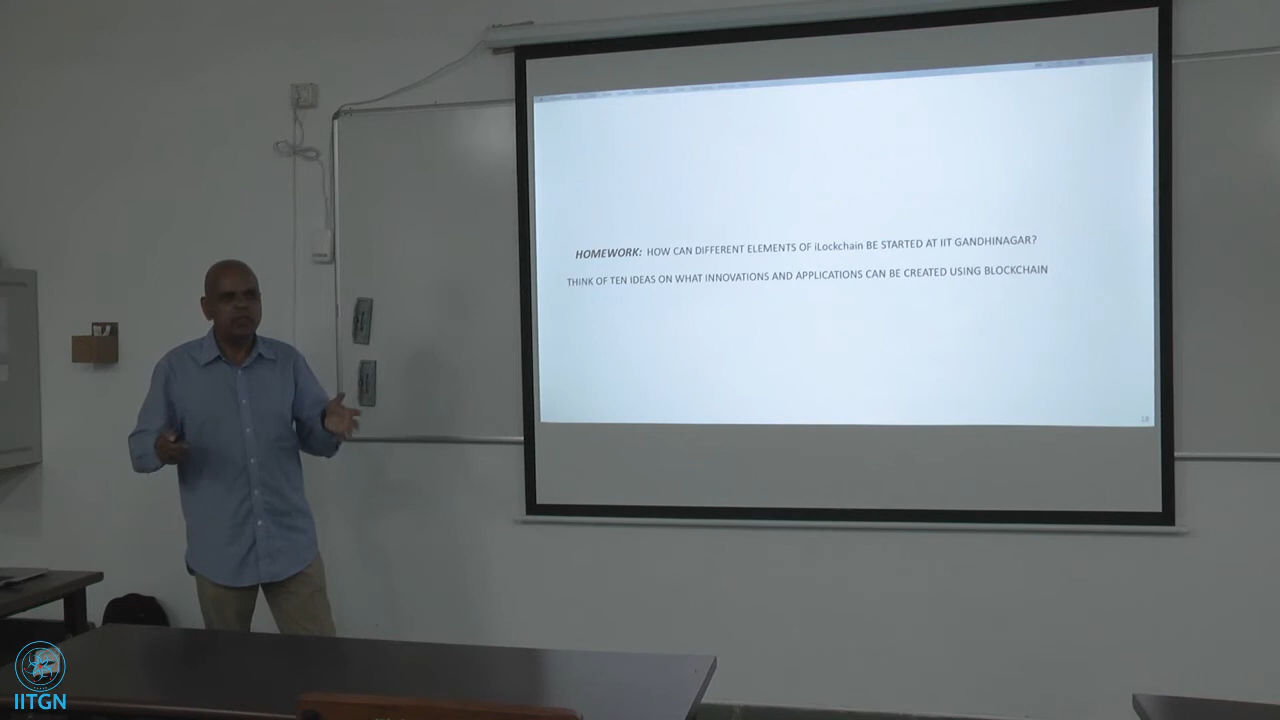 HOMEWORK: HOW CAN DIFFERENT ELEMENTS OF iLockchain BE STARTED AT IIT GANDHINAGAR?
THINK OF TEN IDEAS ON WHAT INNOVATIONS AND APPLICATIONS CAN BE CREATED USING BLOCKCHAIN
18
IITGN